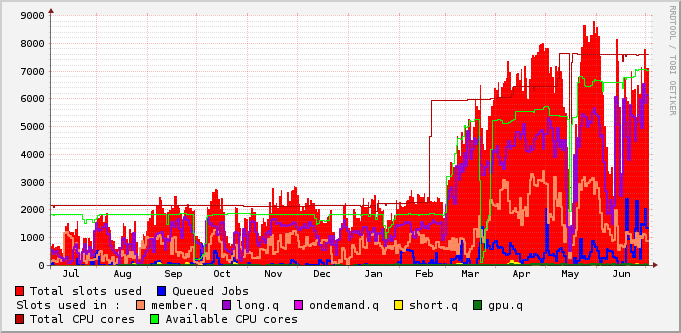 RRDTOOL / TOBI OETIKER
9000
8000
7000
6000
5000
4000
3000
2000
1000
0
Jul Aug Sep Oct Nov Dec Jan Feb Mar Apr May Jun
Total slots used Queued Jobs
Slots used in : member.q long.q ondemand.q short.q gpu.q
Total CPU cores Available CPU cores